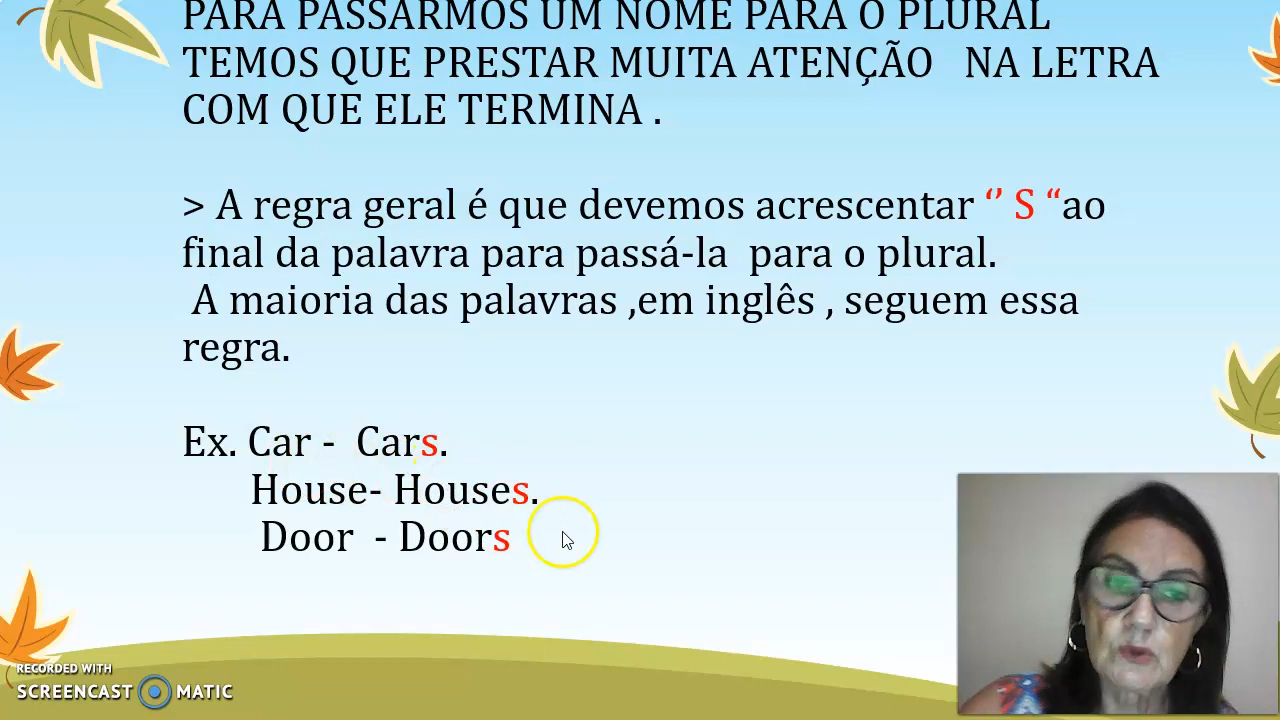 PARA PASSARMOS UM NOME PARA O PLURAL
TEMOS QUE PRESTAR MUITA ATENÇÃO NA LETRA
COM QUE ELE TERMINA .
> A regra geral é que devemos acrescentar ‘’ S “ao
final da palavra para passá-la para o plural.
A maioria das palavras ,em inglês , seguem essa
regra.
Ex. Car - Cars.
House- Houses.
Door - Doors
RECORDED WITH
SCREENCAST MATIC